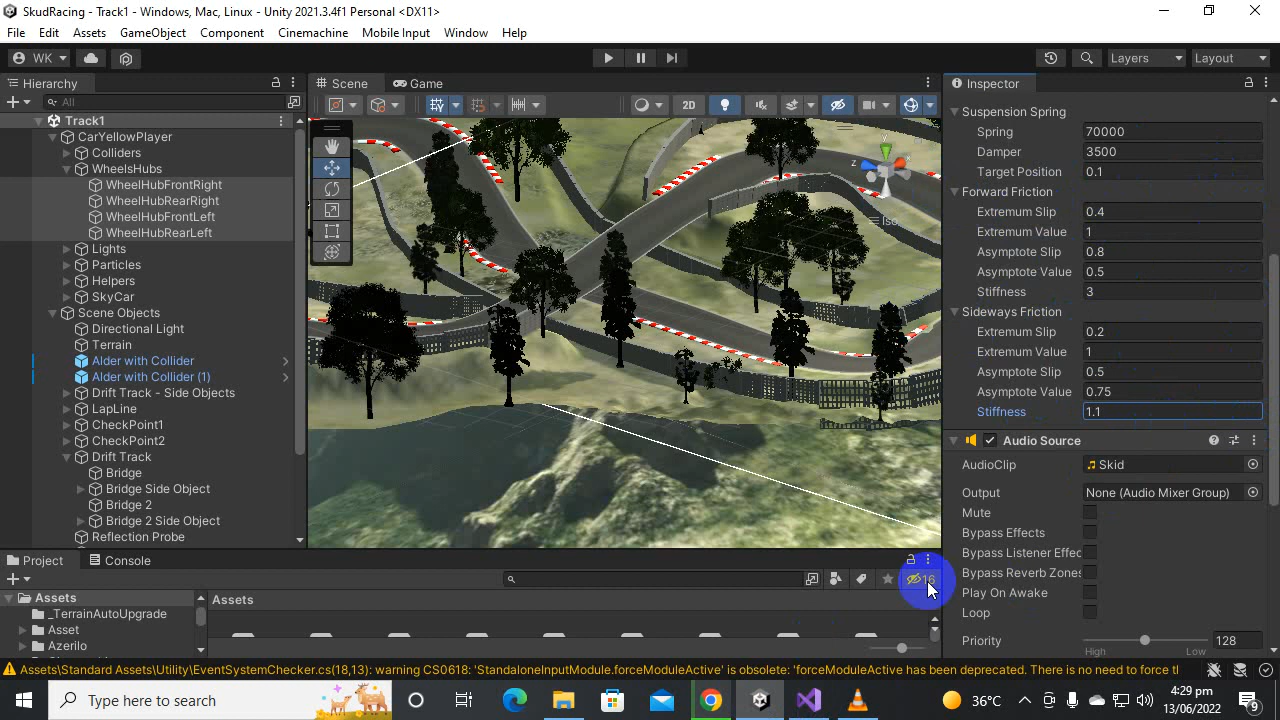 SkudRacing - Track1 - Windows, Mac, Linux - Unity 2021.3.4f1 Personal <DX11>
File Edit Assets GameObject Component Cinemachine Mobile Input Window Help
WK Layers Layout
Hierarchy
All
Track1
CarYellowPlayer
Colliders
WheelsHubs
WheelHubFrontRight
WheelHubRearRight
WheelHubFrontLeft
WheelHubRearLeft
Lights
Particles
Helpers
SkyCar
Scene Objects
Directional Light
Terrain
Alder with Collider
Alder with Collider (1)
Drift Track - Side Objects
LapLine
CheckPoint1
CheckPoint2
Drift Track
Bridge
Bridge Side Object
Bridge 2
Bridge 2 Side Object
Reflection Probe
Scene Game
2D
y
z
x
Iso
Inspector
Suspension Spring
Spring 70000
Damper 3500
Target Position 0.1
Forward Friction
Extremum Slip 0.4
Extremum Value 1
Asymptote Slip 0.8
Asymptote Value 0.5
Stiffness 3
Sideways Friction
Extremum Slip 0.2
Extremum Value 1
Asymptote Slip 0.5
Asymptote Value 0.75
Stiffness 1.1
Audio Source
AudioClip Skid
Output None (Audio Mixer Group)
Mute
Bypass Effects
Bypass Listener Effec
Bypass Reverb Zones
Play On Awake
Loop
Priority 128
High Low
Project Console
16
Assets
_TerrainAutoUpgrade
Asset
Azerilo
Assets
Assets\Standard Assets\Utility\EventSystemChecker.cs(18,13): warning CS0618: 'StandaloneInputModule.forceModuleActive' is obsolete: 'forceModuleActive has been deprecated. There is no need to force tl
Type here to search
36°C
4:29 pm
13/06/2022
9